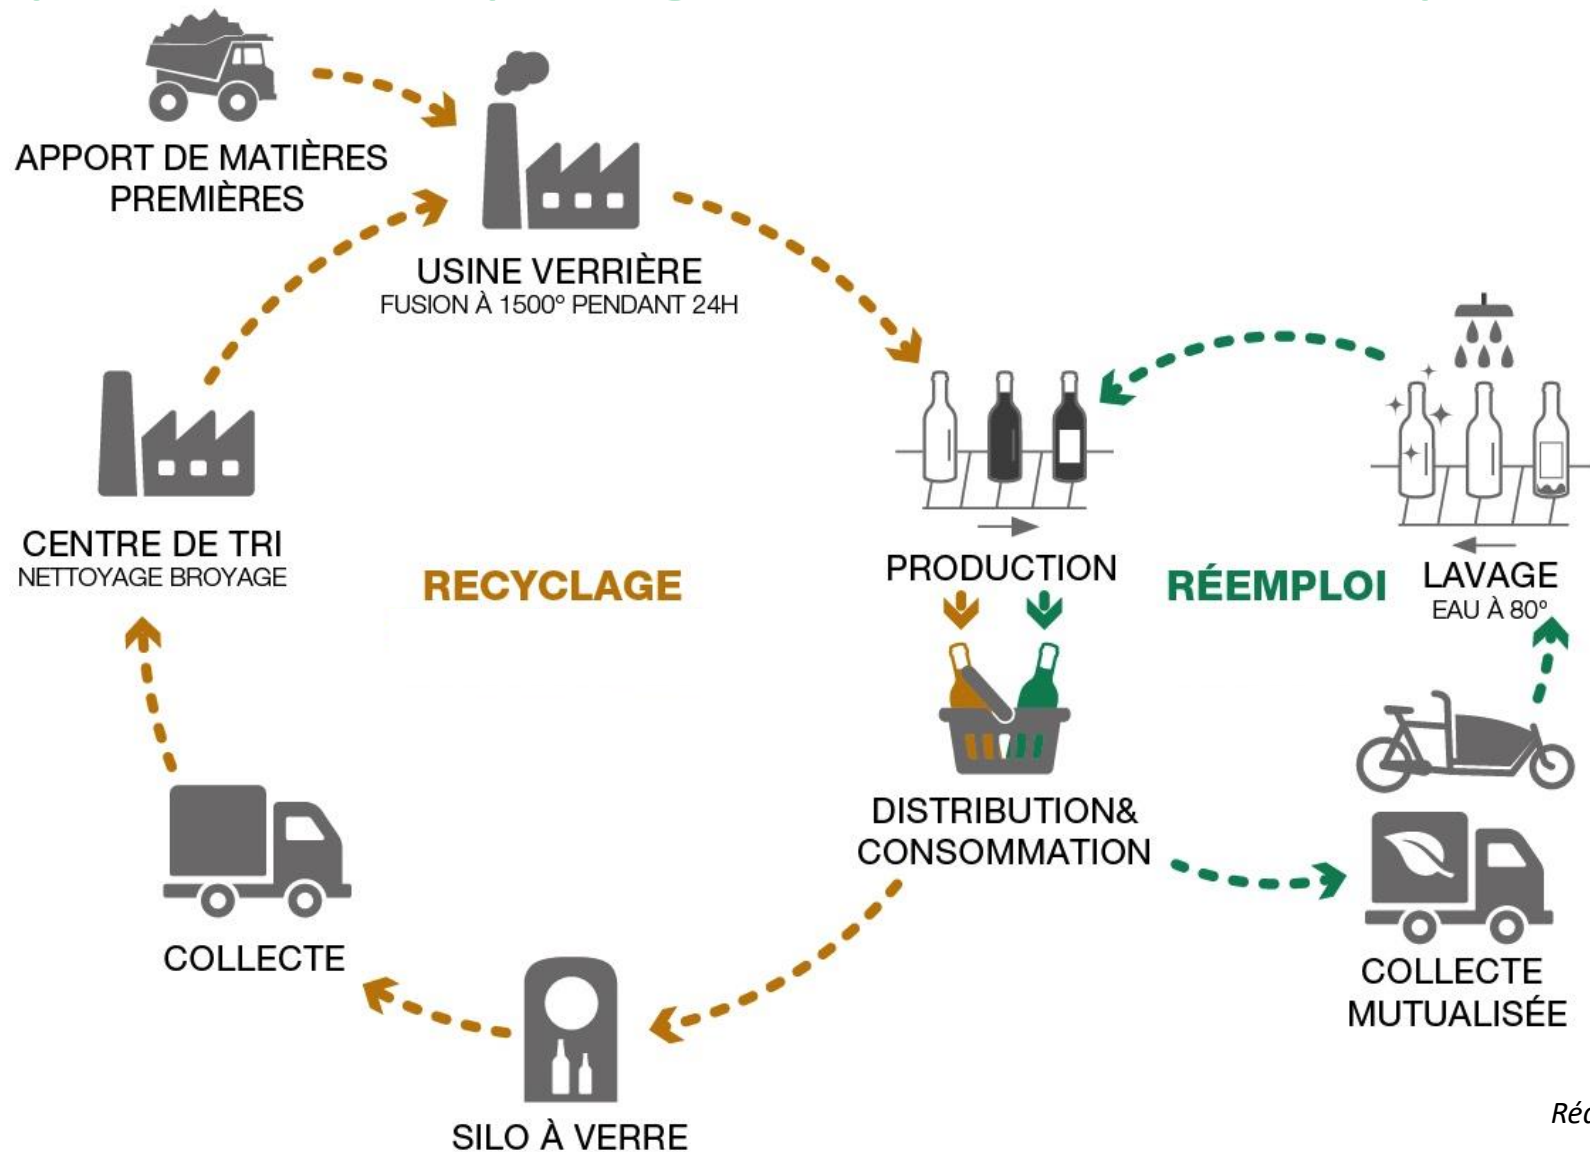 APPORT DE MATIÈRES
PREMIÈRES
USINE VERRIÈRE
FUSION À 1500° PENDANT 24H
CENTRE DE TRI
NETTOYAGE BROYAGE
RECYCLAGE
PRODUCTION
RÉEMPLOI
LAVAGE
EAU À 80°
DISTRIBUTION&
CONSOMMATION
COLLECTE
COLLECTE
MUTUALISÉE
SILO À VERRE